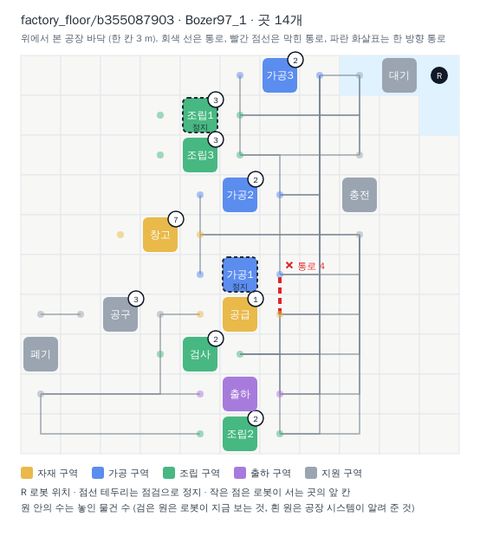 factory_floor/b355087903 · Bozer97_1 · 곳 14개
위에서 본 공장 바닥 (한 칸 3 m). 회색 선은 통로, 빨간 점선은 막힌 통로, 파란 화살표는 한 방향 통로
2
가공3
대기
R
3
조립1
정지
3
조립3
2
가공2
충전
7
창고
가공1
정지
✖ 통로 4
3
공구
1
공급
2
검사
폐기
출하
2
조립2
자재 구역
가공 구역
조립 구역
출하 구역
지원 구역
R 로봇 위치 · 점선 테두리는 점검으로 정지 · 작은 점은 로봇이 서는 곳의 앞 칸
원 안의 수는 놓인 물건 수 (검은 원은 로봇이 지금 보는 것, 흰 원은 공장 시스템이 알려 준 것)